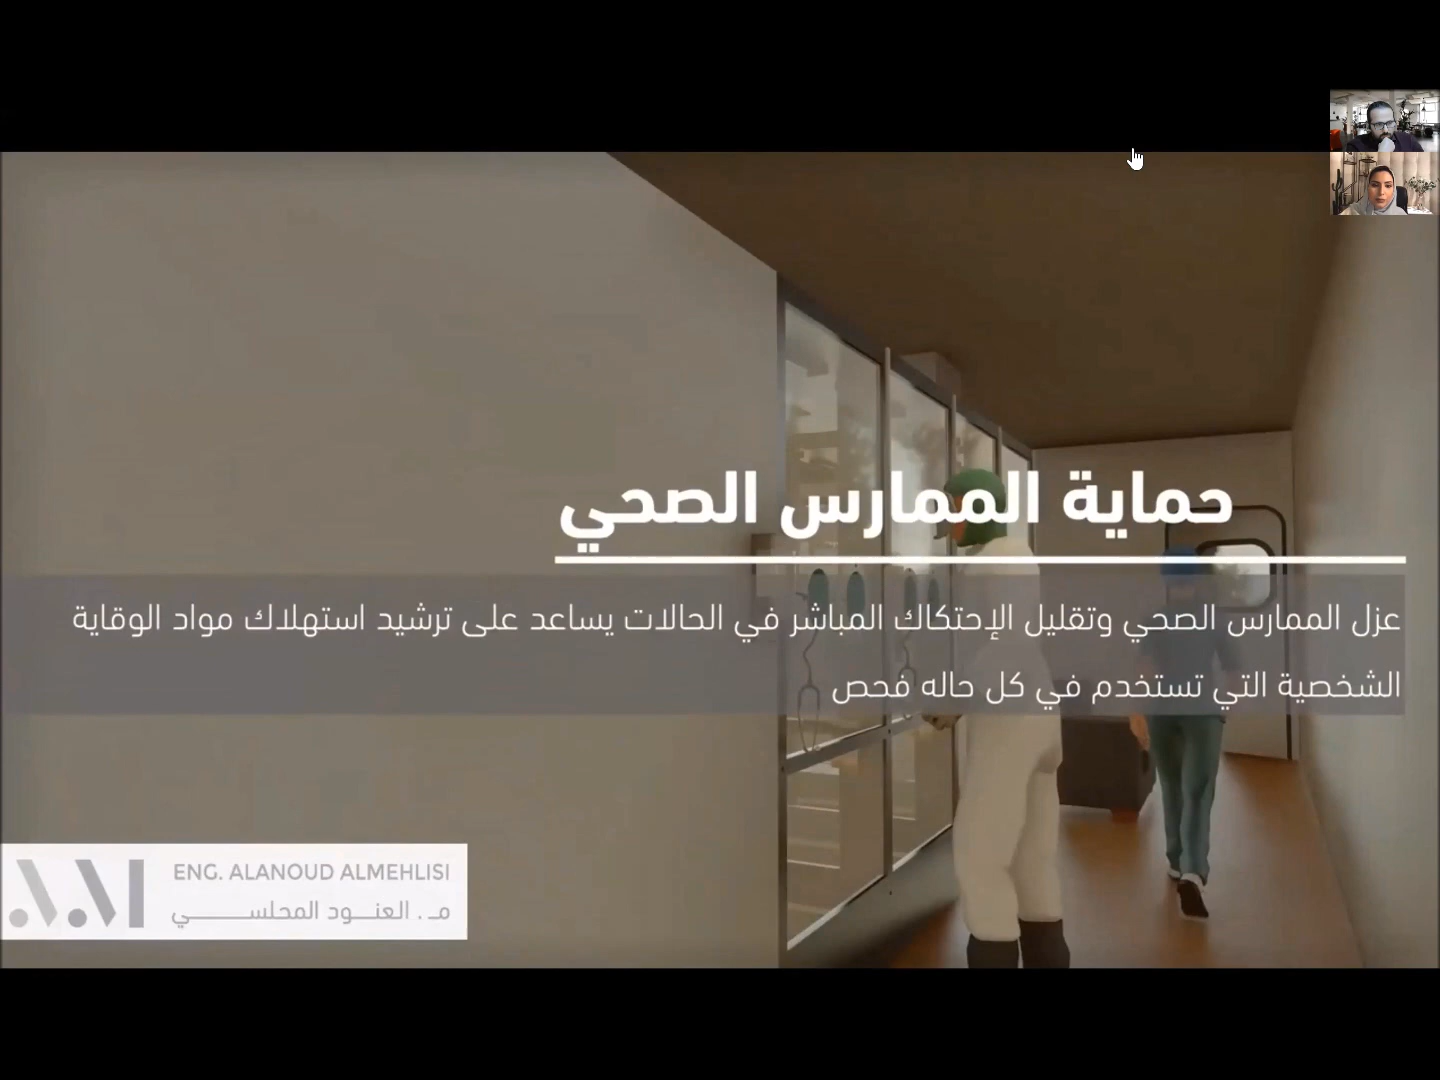 حماية الممارس الصحي
عزل الممارس الصحي وتقليل الإحتكاك المباشر في الحالات يساعد على ترشيد استهلاك مواد الوقاية
الشخصية التي تستخدم في كل حاله فحص
ENG. ALANOUD ALMEHLISI
مـ . العنـــود المحلســـــــــي